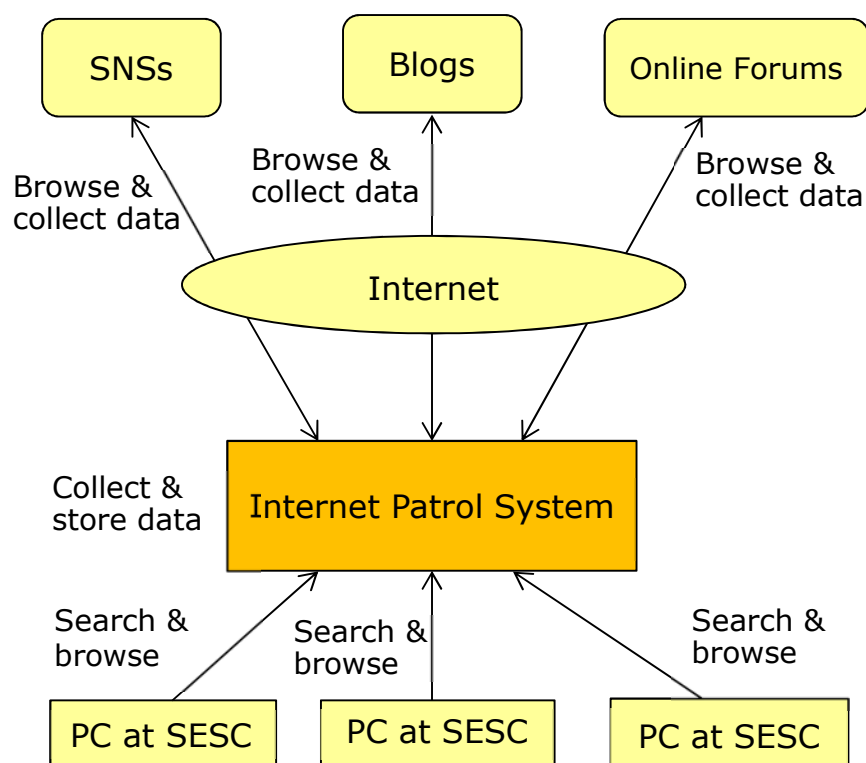 SNSs
Blogs
Online Forums
Browse &
collect data
Browse &
collect data
Browse &
collect data
Internet
Collect &
store data
Internet Patrol System
Search &
browse
Search &
browse
Search &
browse
PC at SESC
PC at SESC
PC at SESC